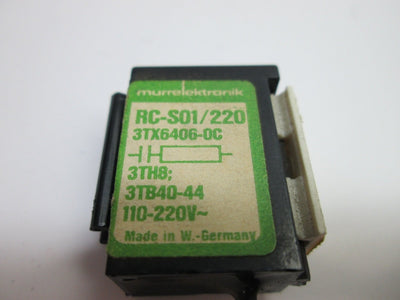 murrelektronik
RC-S01/220
3TX6406-0C
3TH8;
3TB40-44
110-220V~
Made in W.-Germany